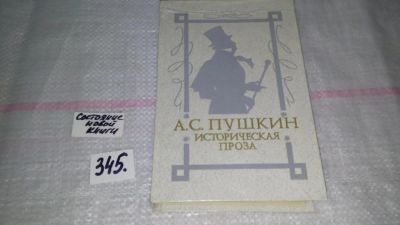 Состояние
новой
книги
345.
А.С. ПУШКИН
ИСТОРИЧЕСКАЯ
ПРОЗА